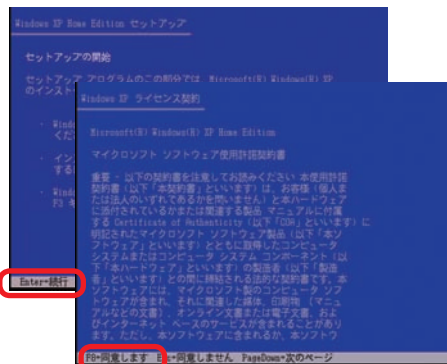 Windows XP Home Edition セットアップ
セットアップの開始
セットアップ プログラムのこの部分では、Microsoft(R) Windows(R) XP
のインスト
Enter=続行
Windows XP ライセンス契約
Microsoft(R) Windows(R) XP Home Edition
マイクロソフト ソフトウェア使用許諾契約書
重要 - 以下の契約書を注意してお読みください 本使用許諾
契約書 (以下「本契約書」といいます) は、お客様 (個人ま
たは法人のいずれであるかを問いません) と本ハードウェア
に添付されているかまたは関連する製品 マニュアルに付属
する Certificate of Authenticity (以下「COA」といいます) に
明記されたマイクロソフト ソフトウェア製品 (以下「本ソ
フトウェア」といいます) とともに取得したコンピュータ
システムまたはコンピュータ システム コンポーネント (以
下「本ハードウェア」といいます) の製造者 (以下「製造
者」といいます) との間に締結される法的な契約書です。本
ソフトウェアには、マイクロソフト製のコンピュータ ソフ
トウェアが含まれ、それに関連した媒体、印刷物 (マニュ
アルなどの文書)、オンライン文書または電子文書、およ
びインターネット ベースのサービスが含まれることがあり
ます。ただし、本ソフトウェアに含まれるか、本ソフトウ
F8=同意します Esc=同意しません PageDown=次のページ